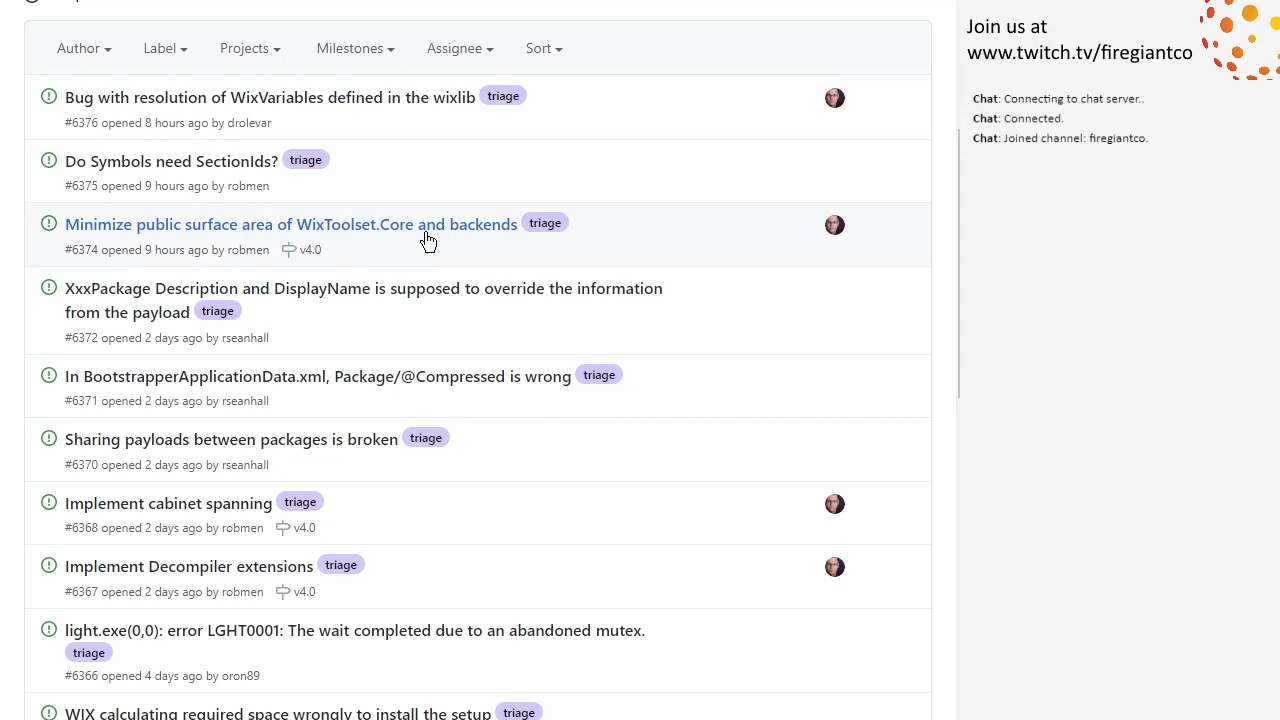 Author
Label
Projects
Milestones
Assignee
Sort
Bug with resolution of WixVariables defined in the wixlib triage
#6376 opened 8 hours ago by drolevar
Do Symbols need SectionIds? triage
#6375 opened 9 hours ago by robmen
Minimize public surface area of WixToolset.Core and backends triage
#6374 opened 9 hours ago by robmen v4.0
XxxPackage Description and DisplayName is supposed to override the information
from the payload triage
#6372 opened 2 days ago by rseanhall
In BootstrapperApplicationData.xml, Package/@Compressed is wrong triage
#6371 opened 2 days ago by rseanhall
Sharing payloads between packages is broken triage
#6370 opened 2 days ago by rseanhall
Implement cabinet spanning triage
#6368 opened 2 days ago by robmen v4.0
Implement Decompiler extensions triage
#6367 opened 2 days ago by robmen v4.0
light.exe(0,0): error LGHT0001: The wait completed due to an abandoned mutex.
triage
#6366 opened 4 days ago by oron89
WIX calculating required space wrongly to install the setup triage
Join us at
www.twitch.tv/firegiantco
Chat: Connecting to chat server..
Chat: Connected.
Chat: Joined channel: firegiantco.